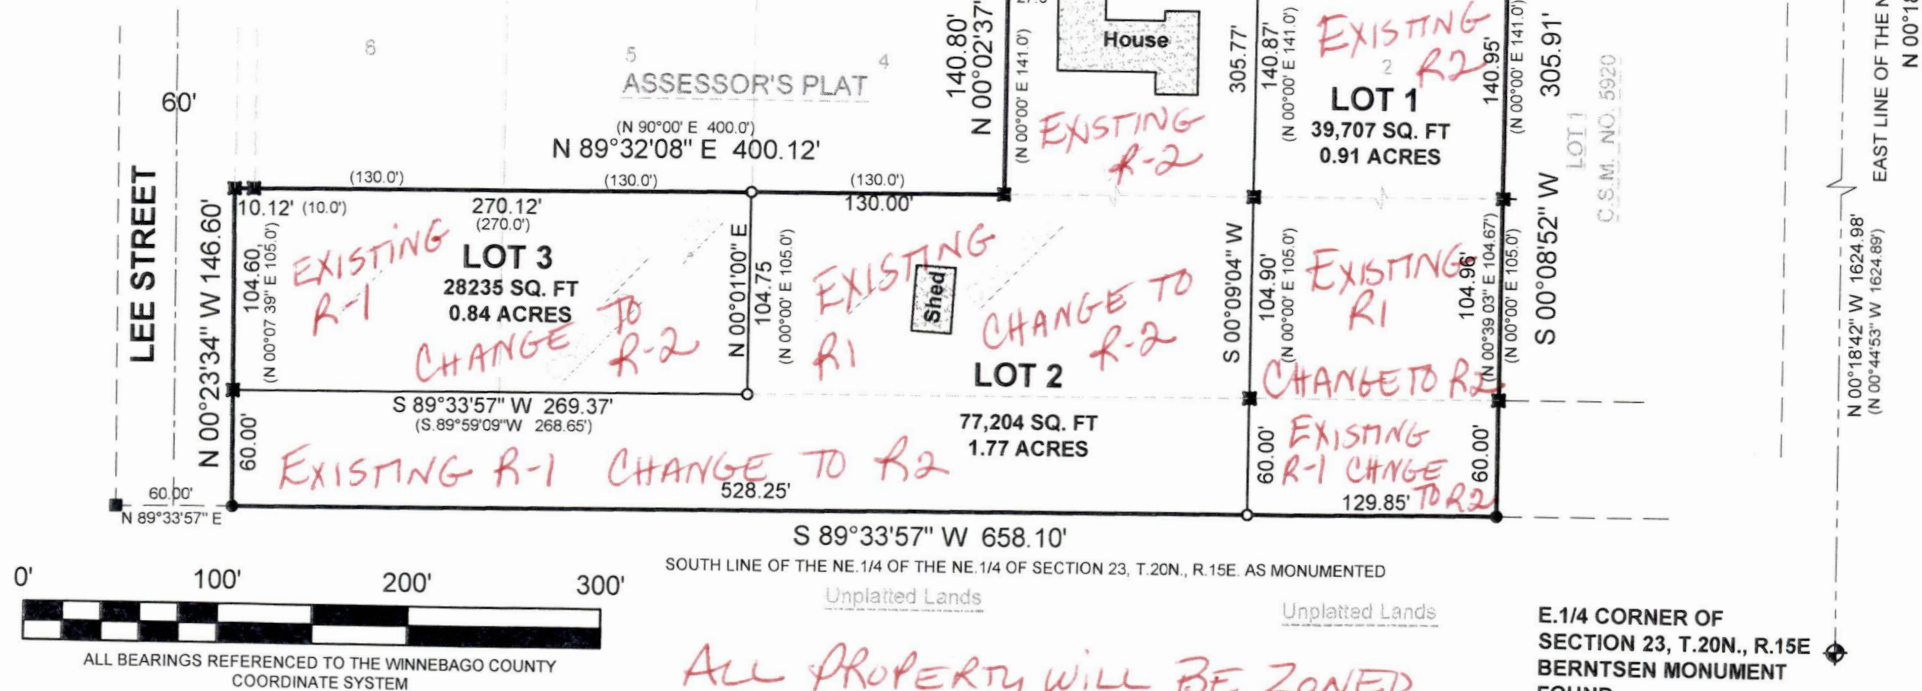 6
5
4
ASSESSOR'S PLAT
60'
(N 90°00' E 400.0')
N 89°32'08" E 400.12'
(130.0')
(130.0')
(130.0')
10.12' (10.0')
270.12'
(270.0')
130.00'
140.80'
N 00°02'37"
(N 00°00' E 141.0')
House
EXISTING
R-2
305.77'
140.87'
(N 00°00' E 141.0')
EXISTING
R2
2
LOT 1
39,707 SQ. FT
0.91 ACRES
140.95'
(N 00°00' E 141.0')
305.91'
S 00°08'52" W
LOT 1
C.S.M. NO. 5920
EAST LINE OF THE N
N 00°18
N 00°18'42" W 1624.98'
(N 00°44'53" W 1624.89')
LEE STREET
N 00°23'34" W 146.60'
104.60'
(N 00°07'39" E 105.0')
EXISTING
R-1
LOT 3
28235 SQ. FT
0.84 ACRES
CHANGE TO
R-2
N 00°01'00" E
104.75
(N 00°00' E 105.0')
EXISTING
R1
Shed
CHANGE TO
R-2
LOT 2
77,204 SQ. FT
1.77 ACRES
S 00°09'04" W
104.90'
(N 00°00' E 105.0')
EXISTING
R1
CHANGE TO R2
104.96'
(N 00°39'03" E 104.67')
(N 00°00' E 105.0')
S 89°33'57" W 269.37'
(S.89°59'09"W 268.65')
60.00'
EXISTING R-1 CHANGE TO R2
528.25'
60.00'
EXISTING
R-1 CHNGE
TO R2
60.00'
129.85'
60.00'
N 89°33'57" E
S 89°33'57" W 658.10'
SOUTH LINE OF THE NE.1/4 OF THE NE.1/4 OF SECTION 23, T.20N., R.15E. AS MONUMENTED
Unplatted Lands
Unplatted Lands
0' 100' 200' 300'
ALL BEARINGS REFERENCED TO THE WINNEBAGO COUNTY
COORDINATE SYSTEM
ALL PROPERTY WILL BE ZONED
E.1/4 CORNER OF
SECTION 23, T.20N., R.15E
BERNTSEN MONUMENT
FOUND